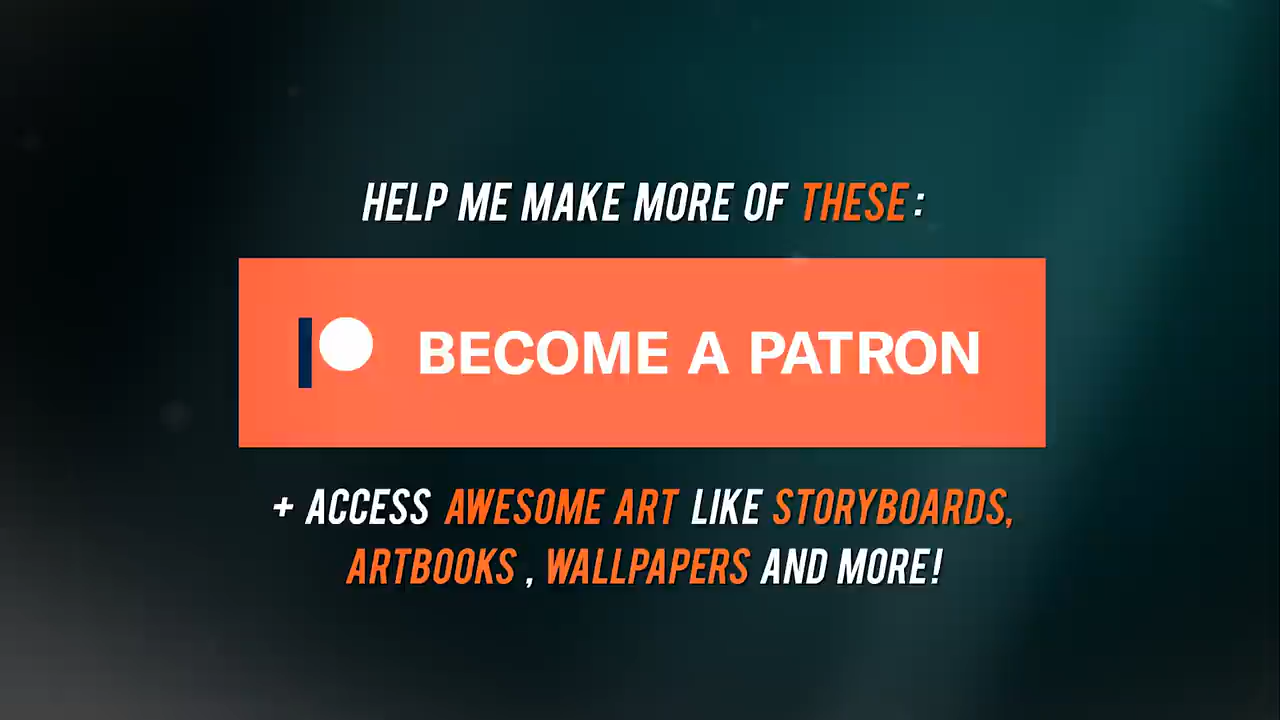 HELP ME MAKE MORE OF THESE :
BECOME A PATRON
+ ACCESS AWESOME ART LIKE STORYBOARDS,
ARTBOOKS , WALLPAPERS AND MORE!